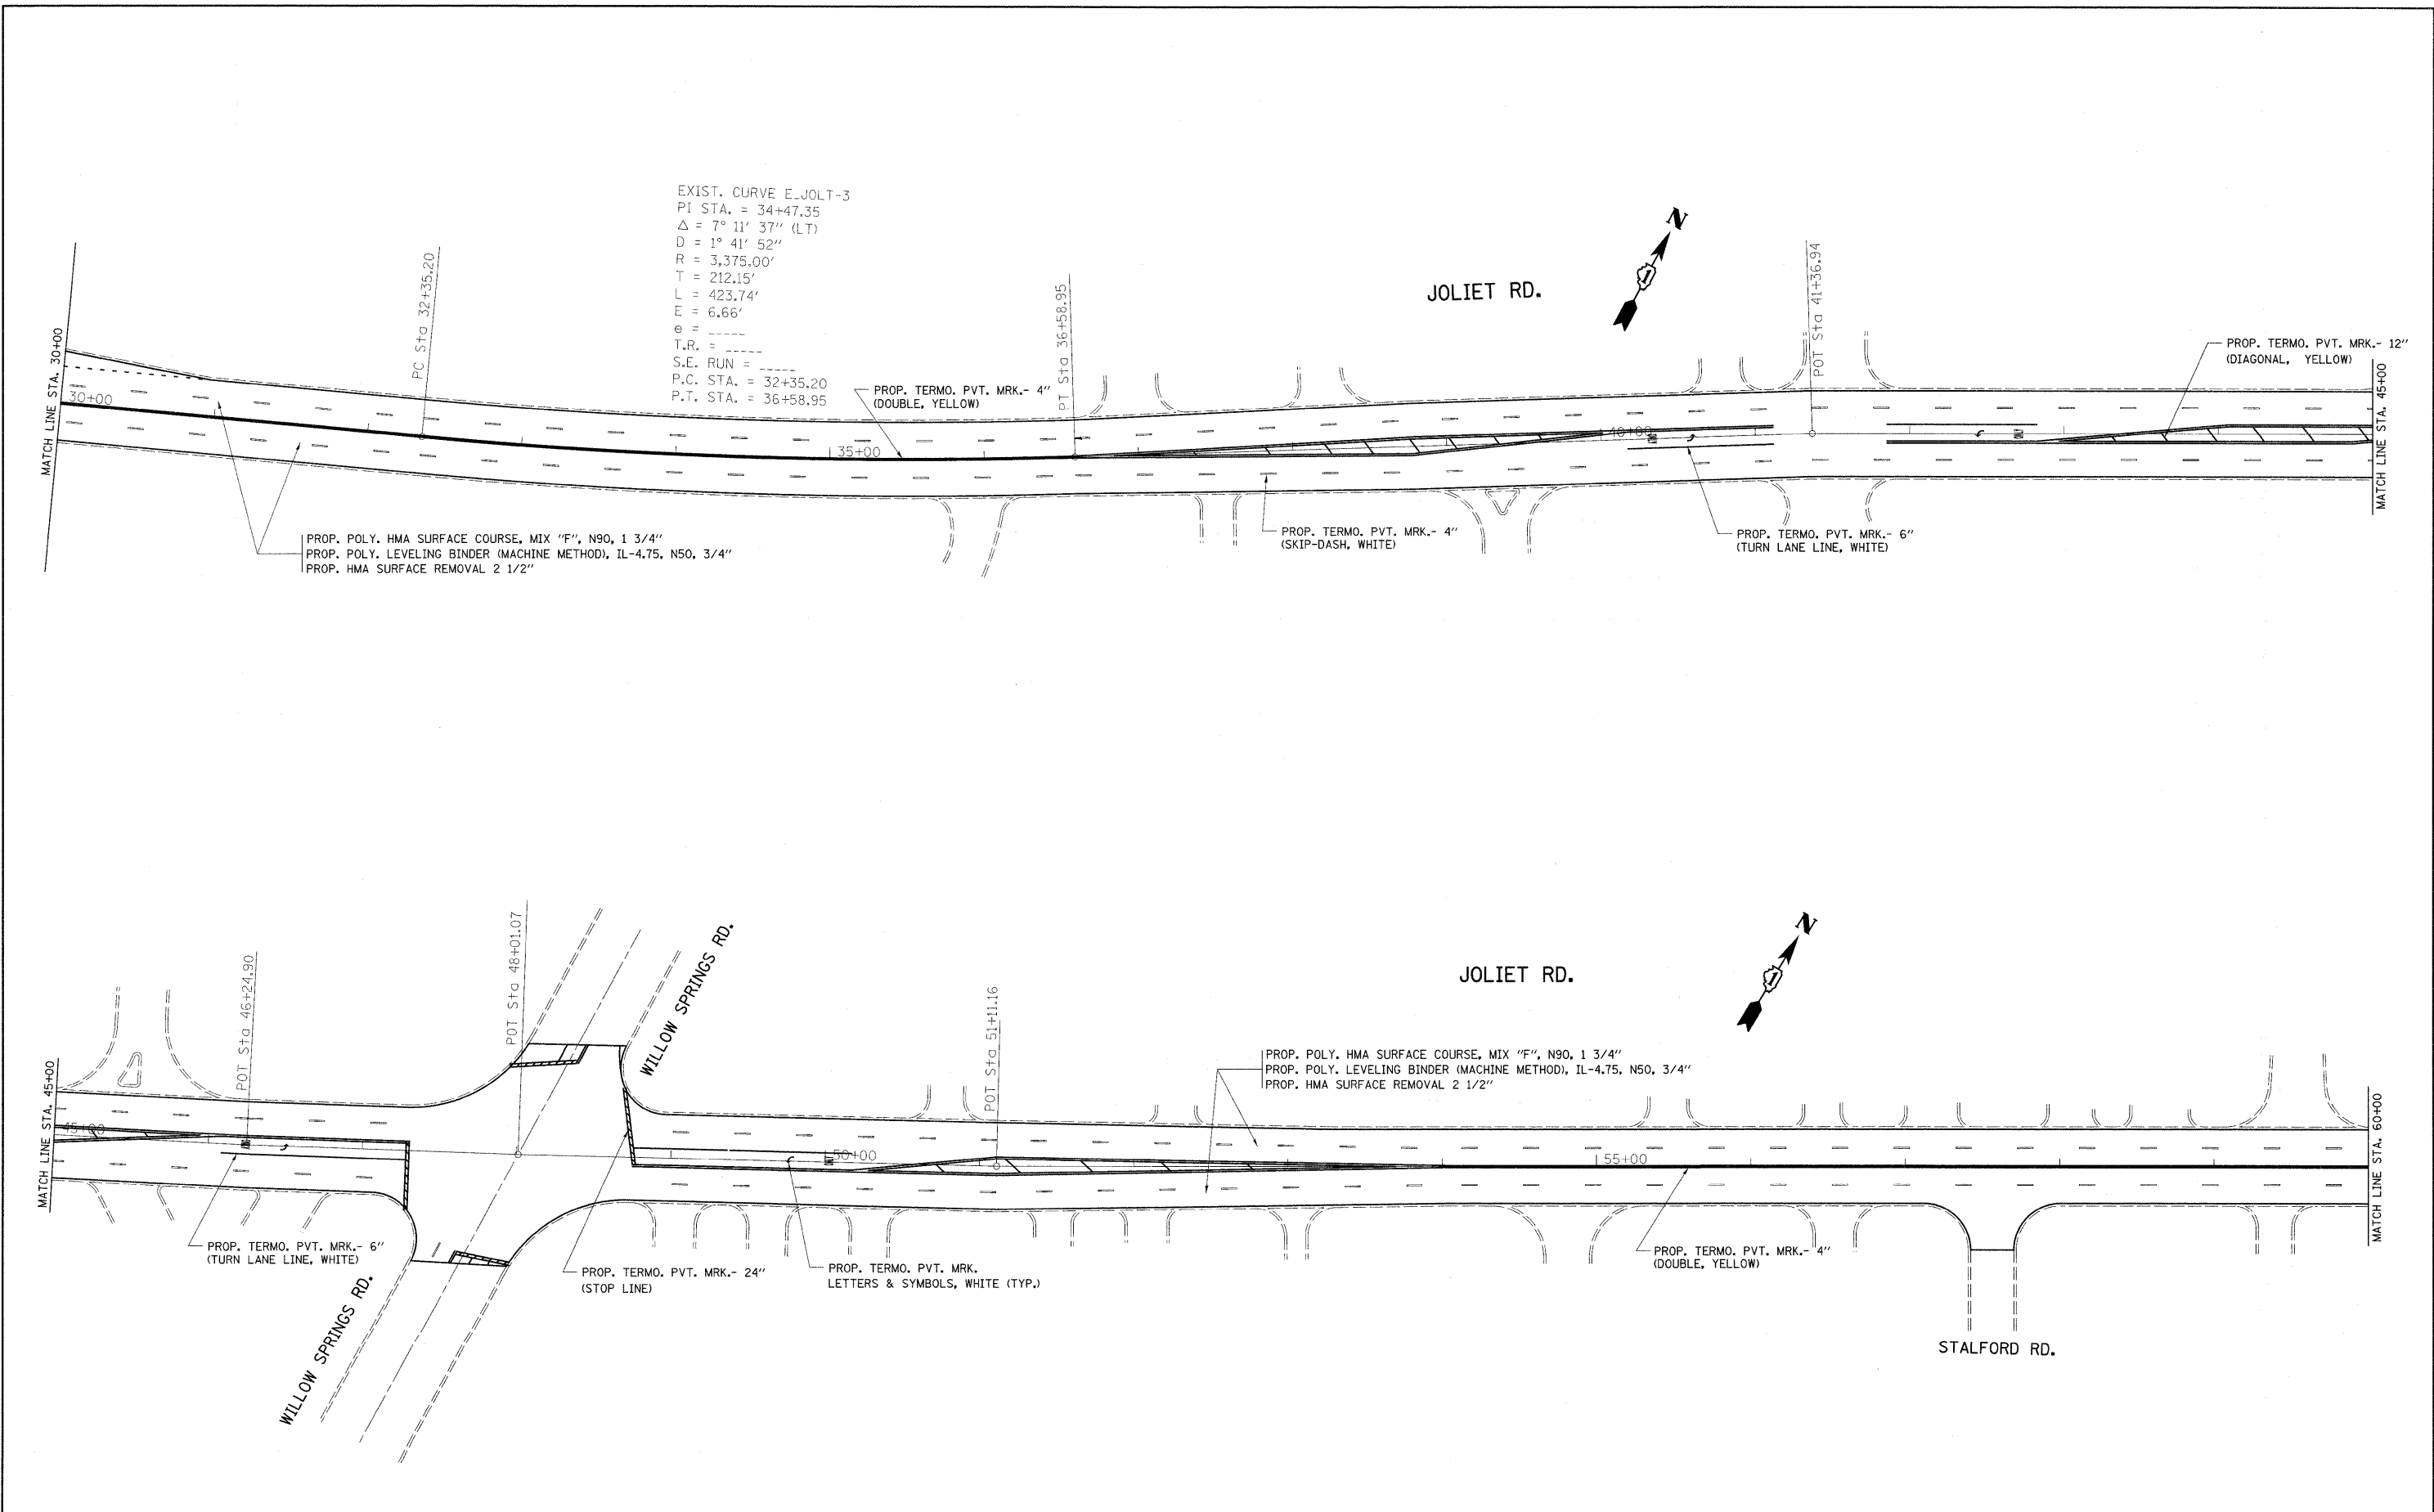 EXIST. CURVE E_JOLT-3
PI STA. = 34+47.35
Δ = 7° 11' 37" (LT)
D = 1° 41' 52"
R = 3,375.00'
T = 212.15'
L = 423.74'
E = 6.66'
e = _____
T.R. = _____
S.E. RUN = _____
P.C. STA. = 32+35.20
P.T. STA. = 36+58.95
JOLIET RD.
N
1
MATCH LINE STA. 30+00
30+00
PC Sta 32+35.20
35+00
PROP. TERMO. PVT. MRK.- 4"
(DOUBLE, YELLOW)
PT Sta 36+58.95
40+00
POT Sta 41+36.94
PROP. TERMO. PVT. MRK.- 12"
(DIAGONAL, YELLOW)
MATCH LINE STA. 45+00
PROP. POLY. HMA SURFACE COURSE, MIX "F", N90, 1 3/4"
PROP. POLY. LEVELING BINDER (MACHINE METHOD), IL-4.75, N50, 3/4"
PROP. HMA SURFACE REMOVAL 2 1/2"
PROP. TERMO. PVT. MRK.- 4"
(SKIP-DASH, WHITE)
PROP. TERMO. PVT. MRK.- 6"
(TURN LANE LINE, WHITE)
MATCH LINE STA. 45+00
45+00
POT Sta 46+24.90
POT Sta 48+01.07
WILLOW SPRINGS RD.
50+00
POT Sta 51+11.16
JOLIET RD.
N
1
PROP. POLY. HMA SURFACE COURSE, MIX "F", N90, 1 3/4"
PROP. POLY. LEVELING BINDER (MACHINE METHOD), IL-4.75, N50, 3/4"
PROP. HMA SURFACE REMOVAL 2 1/2"
55+00
MATCH LINE STA. 60+00
PROP. TERMO. PVT. MRK.- 6"
(TURN LANE LINE, WHITE)
WILLOW SPRINGS RD.
PROP. TERMO. PVT. MRK.- 24"
(STOP LINE)
PROP. TERMO. PVT. MRK.
LETTERS & SYMBOLS, WHITE (TYP.)
PROP. TERMO. PVT. MRK.- 4"
(DOUBLE, YELLOW)
STALFORD RD.